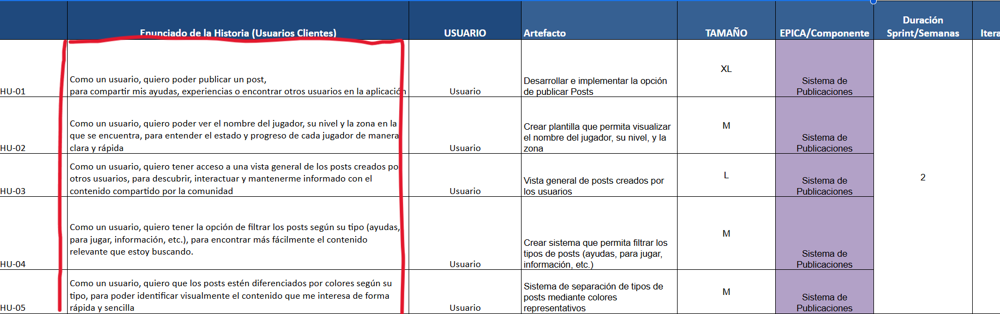 Enunciado de la Historia (Usuarios Clientes)
USUARIO
Artefacto
TAMAÑO
EPICA/Componente
Duración
Sprint/Semanas
HU-01
Como un usuario, quiero poder publicar un post,
para compartir mis ayudas, experiencias o encontrar otros usuarios en la aplicación
Usuario
Desarrollar e implementar la opción
de publicar Posts
XL
Sistema de
Publicaciones
HU-02
Como un usuario, quiero poder ver el nombre del jugador, su nivel y la zona en la
que se encuentra, para entender el estado y progreso de cada jugador de manera
clara y rápida
Usuario
Crear plantilla que permita visualizar
el nombre del jugador, su nivel, y la
zona
M
Sistema de
Publicaciones
HU-03
Como un usuario, quiero tener acceso a una vista general de los posts creados po
otros usuarios, para descubrir, interactuar y mantenerme informado con el
contenido compartido por la comunidad
Usuario
Vista general de posts creados por
los usuarios
L
Sistema de
Publicaciones
2
HU-04
Como un usuario, quiero tener la opción de filtrar los posts según su tipo (ayudas,
para jugar, información, etc.), para encontrar más fácilmente el contenido
relevante que estoy buscando.
Usuario
Crear sistema que permita filtrar los
tipos de posts (ayudas, para jugar,
información, etc.)
M
Sistema de
Publicaciones
HU-05
Como un usuario, quiero que los posts estén diferenciados por colores según su
tipo, para poder identificar visualmente el contenido que me interesa de forma
rápida y sencilla
Usuario
Sistema de separación de tipos de
posts mediante colores
representativos
M
Sistema de
Publicaciones